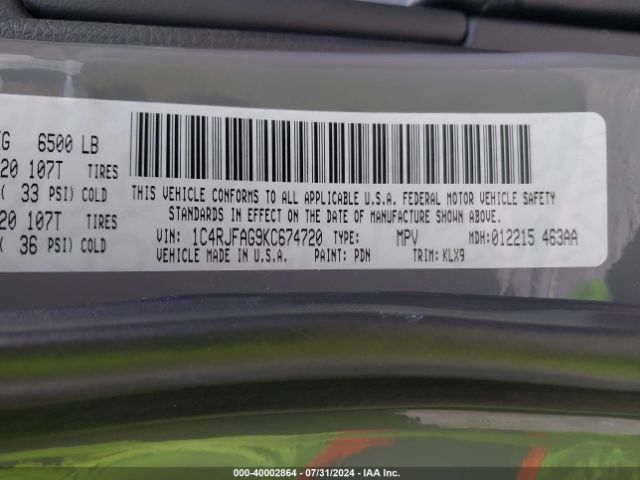 TG 6500 LB
20 107T TIRES
( 33 PSI) COLD
20 107T TIRES
( 36 PSI) COLD
THIS VEHICLE CONFORMS TO ALL APPLICABLE U.S.A. FEDERAL MOTOR VEHICLE SAFETY
STANDARDS IN EFFECT ON THE DATE OF MANUFACTURE SHOWN ABOVE.
VIN: 1C4RJFAG9KC674720 TYPE: MPV MDH:012215 463AA
VEHICLE MADE IN U.S.A. PAINT: PDN TRIM: KLX9
000-40002864 / 07/31/2024 / IAA Inc.